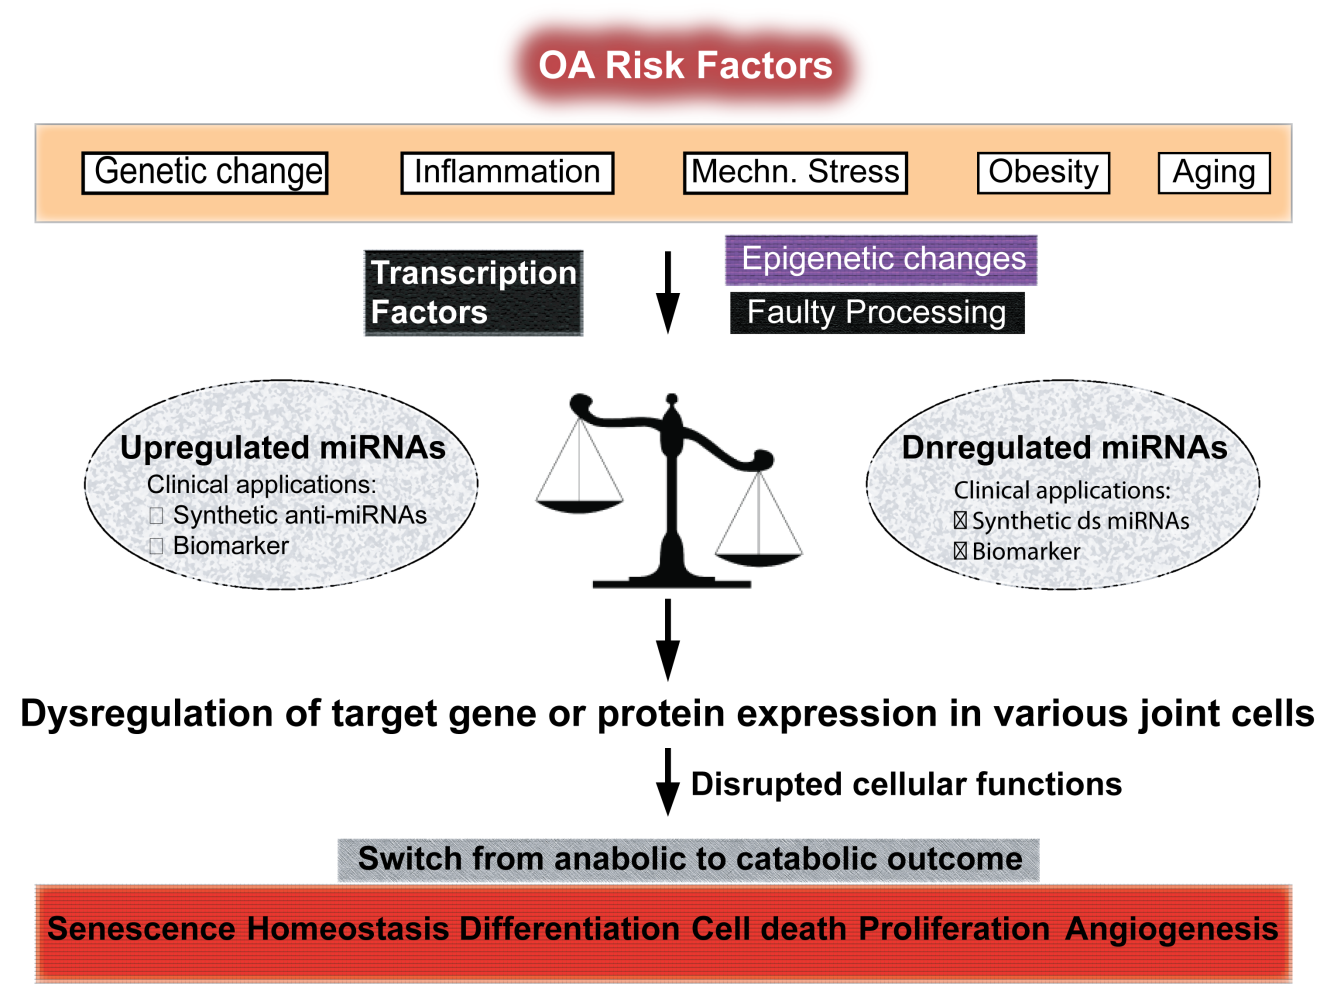 OA Risk Factors
Genetic change
Inflammation
Mechn. Stress
Obesity
Aging
Transcription
Factors
Epigenetic changes
Faulty Processing
Upregulated miRNAs
Clinical applications:
Synthetic anti-miRNAs
Biomarker
Dnregulated miRNAs
Clinical applications:
Synthetic ds miRNAs
Biomarker
Dysregulation of target gene or protein expression in various joint cells
Disrupted cellular functions
Switch from anabolic to catabolic outcome
Senescence Homeostasis Differentiation Cell death Proliferation Angiogenesis